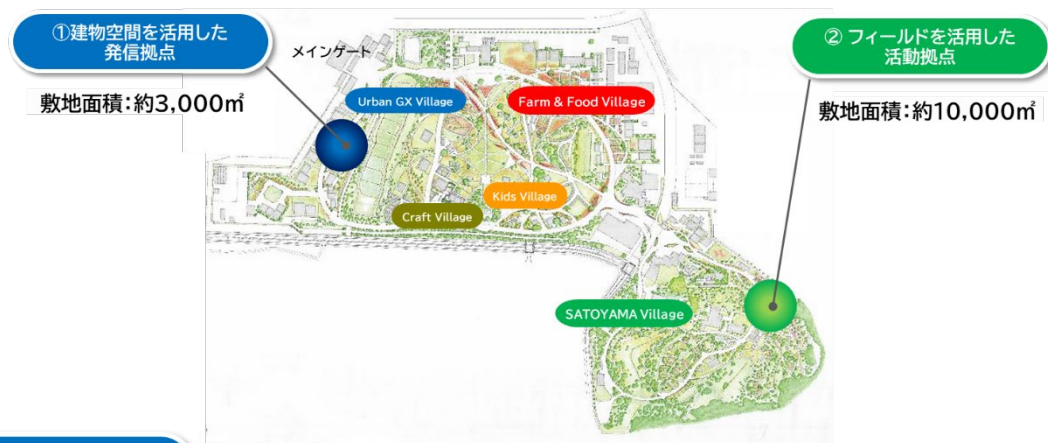 ①建物空間を活用した
発信拠点
敷地面積:約3,000㎡
メインゲート
② フィールドを活用した
活動拠点
敷地面積:約10,000㎡
Urban GX Village
Farm & Food Village
Kids Village
Craft Village
SATOYAMA Village